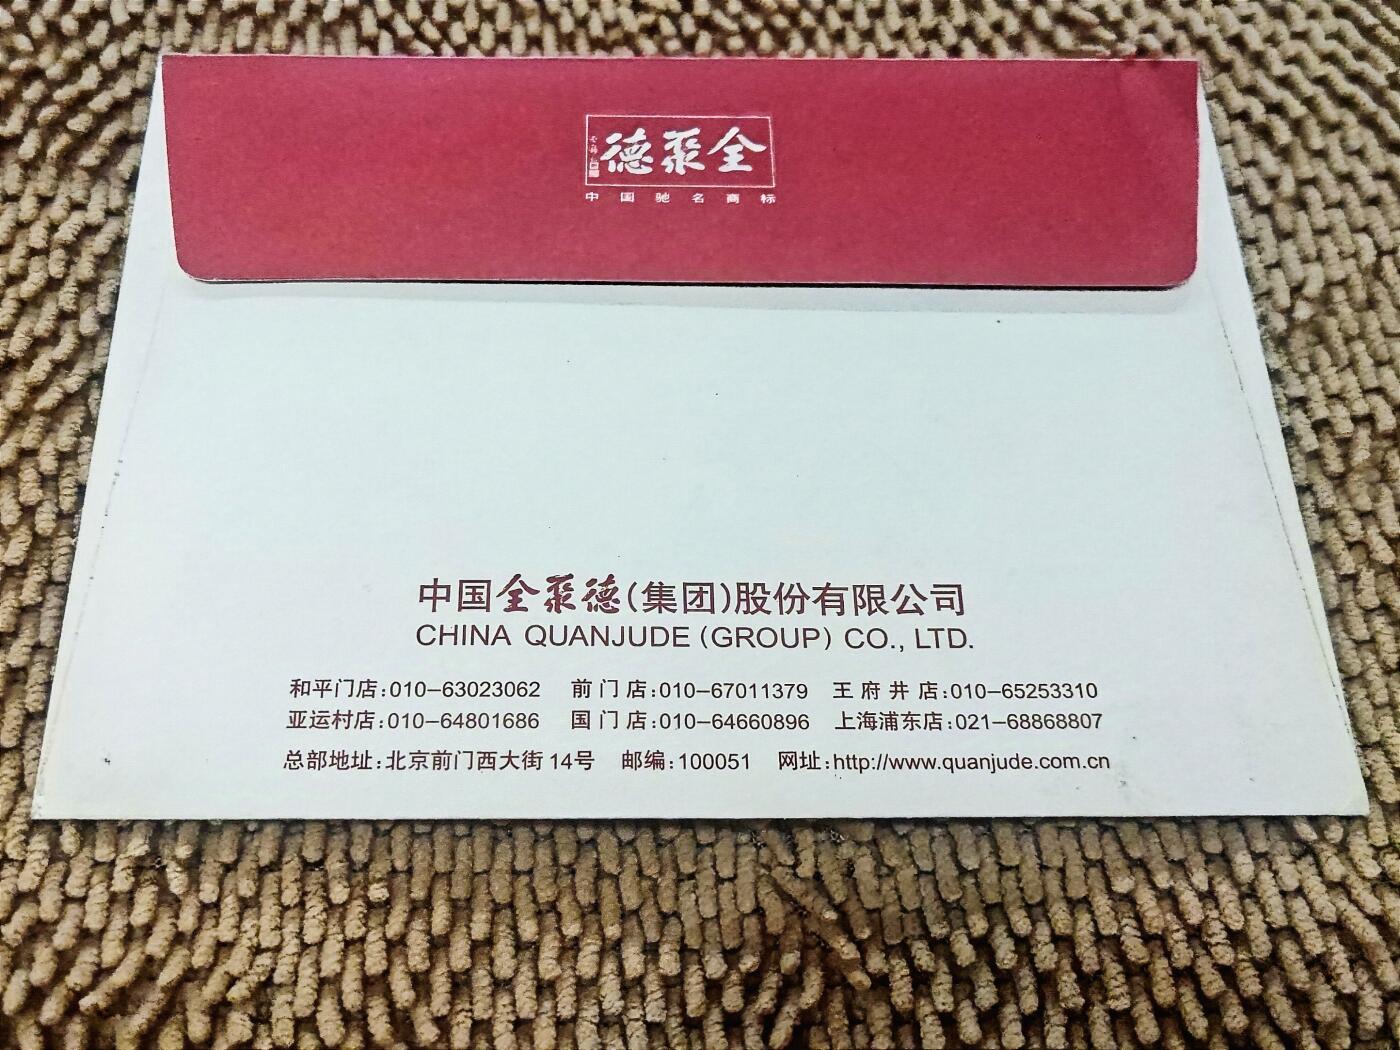 德聚全
中国驰名商标
中国全聚德(集团)股份有限公司
CHINA QUANJUDE (GROUP) CO., LTD.
和平门店:010-63023062 前门店:010-67011379 王府井店:010-65253310
亚运村店:010-64801686 国门店:010-64660896 上海浦东店:021-68868807
总部地址:北京前门西大街14号 邮编:100051 网址:http://www.quanjude.com.cn